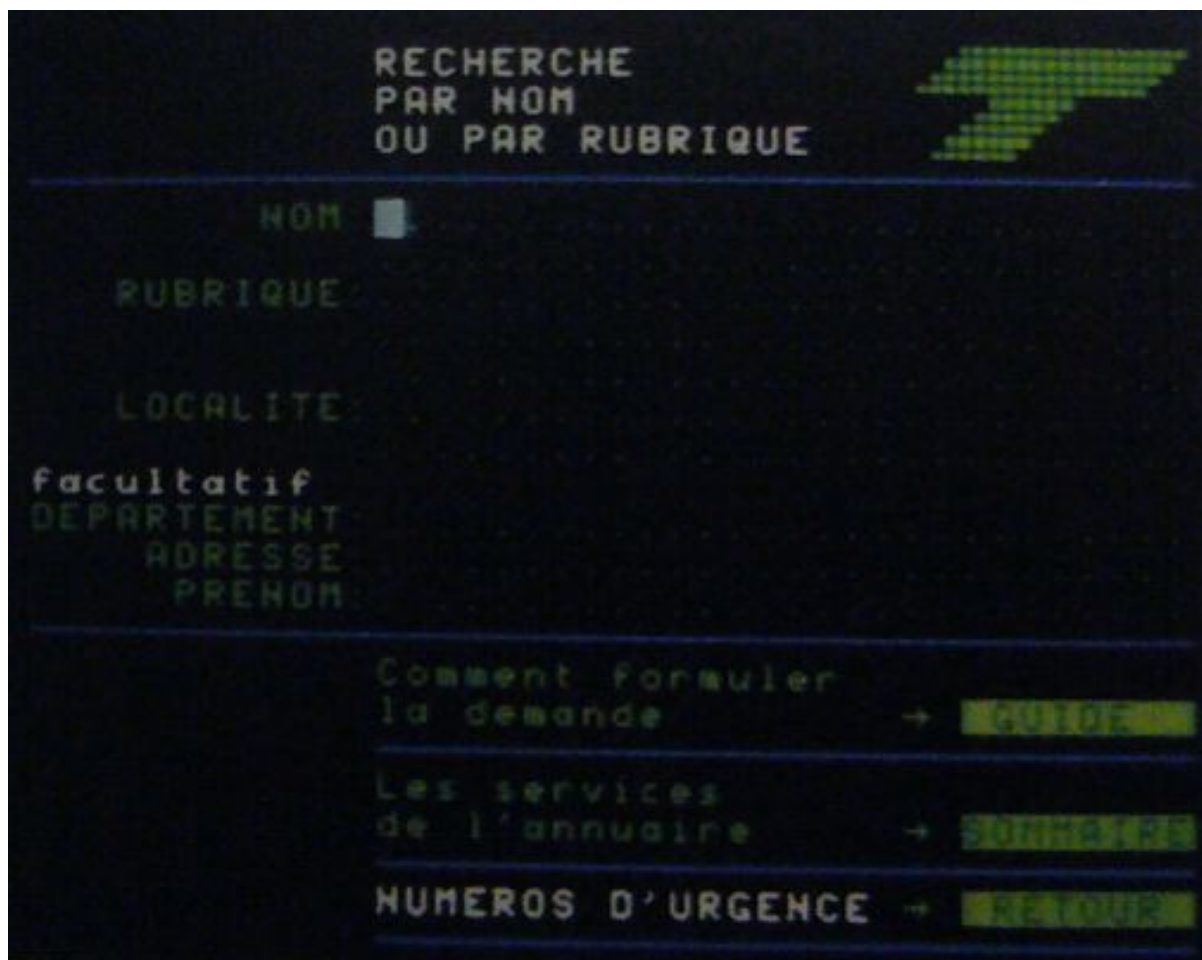 RECHERCHE
PAR NOM
OU PAR RUBRIQUE
NOM
RUBRIQUE:
LOCALITE:
facultatif
DEPARTEMENT:
ADRESSE:
PRENOM:
Comment formuler
la demande → GUIDE
Les services
de l'annuaire → SOMMAIRE
NUMEROS D'URGENCE → RETOUR